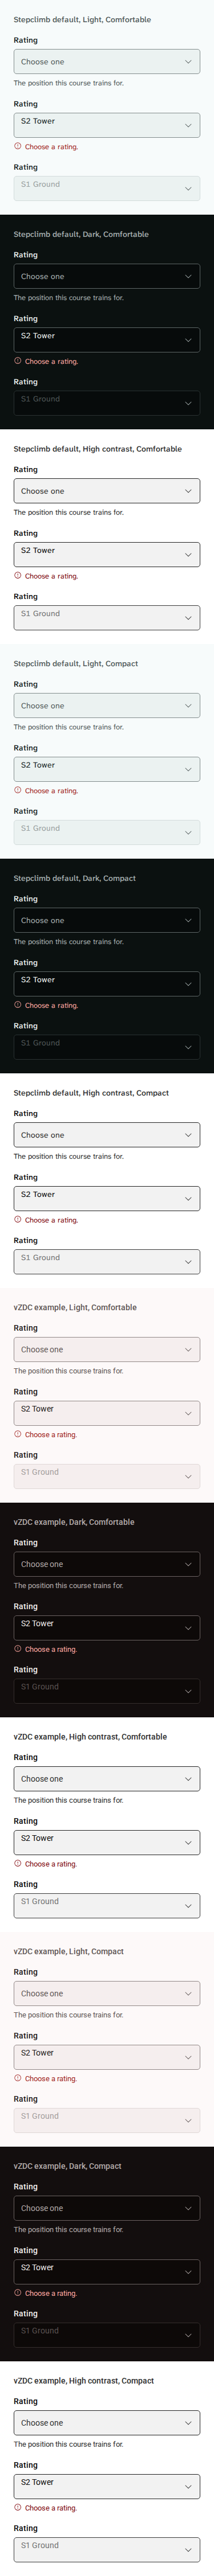 Stepclimb default, Light, Comfortable
Rating
Choose one
The position this course trains for.
Rating
S2 Tower
Choose a rating.
Rating
S1 Ground
Stepclimb default, Dark, Comfortable
Rating
Choose one
The position this course trains for.
Rating
S2 Tower
Choose a rating.
Rating
S1 Ground
Stepclimb default, High contrast, Comfortable
Rating
Choose one
The position this course trains for.
Rating
S2 Tower
Choose a rating.
Rating
S1 Ground
Stepclimb default, Light, Compact
Rating
Choose one
The position this course trains for.
Rating
S2 Tower
Choose a rating.
Rating
S1 Ground
Stepclimb default, Dark, Compact
Rating
Choose one
The position this course trains for.
Rating
S2 Tower
Choose a rating.
Rating
S1 Ground
Stepclimb default, High contrast, Compact
Rating
Choose one
The position this course trains for.
Rating
S2 Tower
Choose a rating.
Rating
S1 Ground
vZDC example, Light, Comfortable
Rating
Choose one
The position this course trains for.
Rating
S2 Tower
Choose a rating.
Rating
S1 Ground
vZDC example, Dark, Comfortable
Rating
Choose one
The position this course trains for.
Rating
S2 Tower
Choose a rating.
Rating
S1 Ground
vZDC example, High contrast, Comfortable
Rating
Choose one
The position this course trains for.
Rating
S2 Tower
Choose a rating.
Rating
S1 Ground
vZDC example, Light, Compact
Rating
Choose one
The position this course trains for.
Rating
S2 Tower
Choose a rating.
Rating
S1 Ground
vZDC example, Dark, Compact
Rating
Choose one
The position this course trains for.
Rating
S2 Tower
Choose a rating.
Rating
S1 Ground
vZDC example, High contrast, Compact
Rating
Choose one
The position this course trains for.
Rating
S2 Tower
Choose a rating.
Rating
S1 Ground